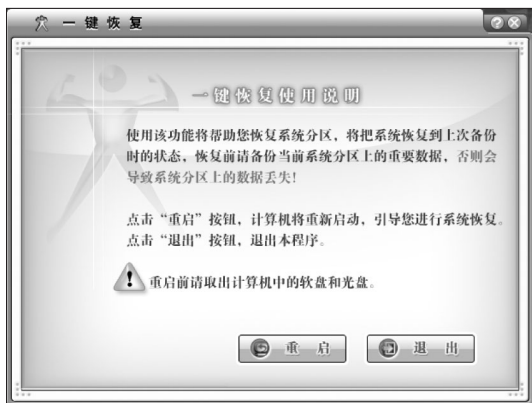 一键恢复
一键恢复使用说明
使用该功能将帮助您恢复系统分区，将把系统恢复到上次备份
时的状态，恢复前请备份当前系统分区上的重要数据，否则会
导致系统分区上的数据丢失!
点击“重启”按钮，计算机将重新启动，引导您进行系统恢复。
点击“退出”按钮，退出本程序。
重启前请取出计算机中的软盘和光盘。
重启 退出